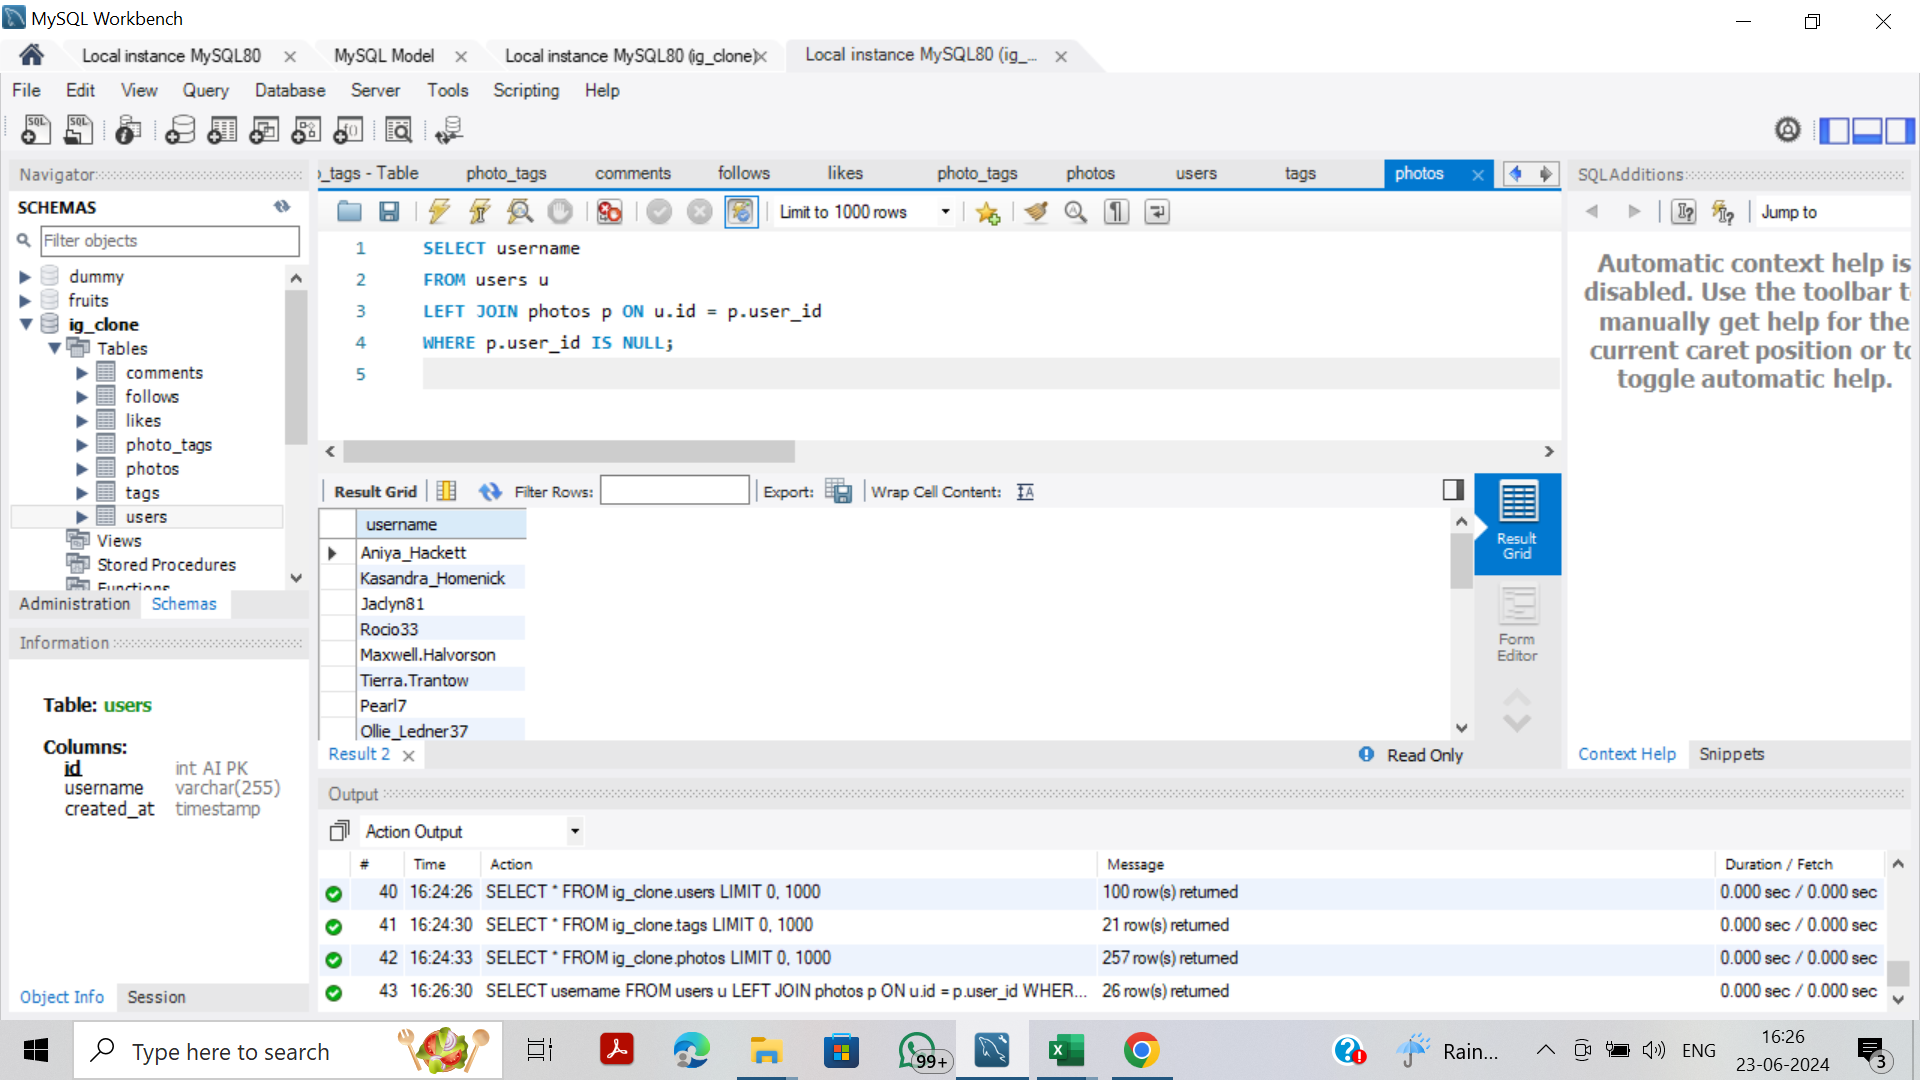 MySQL Workbench
Local instance MySQL80
MySQL Model
Local instance MySQL80 (ig_clone)
Local instance MySQL80 (ig_...
File Edit View Query Database Server Tools Scripting Help
Navigator
SCHEMAS
Filter objects
dummy
fruits
ig_clone
Tables
comments
follows
likes
photo_tags
photos
tags
users
Views
Stored Procedures
Functions
Administration Schemas
Information
Table: users
Columns:
id int AI PK
username varchar(255)
created_at timestamp
Object Info Session
o_tags - Table photo_tags comments follows likes photo_tags photos users tags photos
Limit to 1000 rows
1 SELECT username
2 FROM users u
3 LEFT JOIN photos p ON u.id = p.user_id
4 WHERE p.user_id IS NULL;
5
Result Grid Filter Rows: Export: Wrap Cell Content:
username
Aniya_Hackett
Kasandra_Homenick
Jaclyn81
Rocio33
Maxwell.Halvorson
Tierra.Trantow
Pearl7
Ollie_Ledner37
Result Grid
Form Editor
Result 2
Read Only
SQLAdditions
Jump to
Automatic context help is
disabled. Use the toolbar t
manually get help for the
current caret position or to
toggle automatic help.
Context Help Snippets
Output
Action Output
# Time Action Message Duration / Fetch
40 16:24:26 SELECT * FROM ig_clone.users LIMIT 0, 1000 100 row(s) returned 0.000 sec / 0.000 sec
41 16:24:30 SELECT * FROM ig_clone.tags LIMIT 0, 1000 21 row(s) returned 0.000 sec / 0.000 sec
42 16:24:33 SELECT * FROM ig_clone.photos LIMIT 0, 1000 257 row(s) returned 0.000 sec / 0.000 sec
43 16:26:30 SELECT username FROM users u LEFT JOIN photos p ON u.id = p.user_id WHER... 26 row(s) returned 0.000 sec / 0.000 sec
Type here to search
99+
Rain...
ENG
16:26
23-06-2024
3